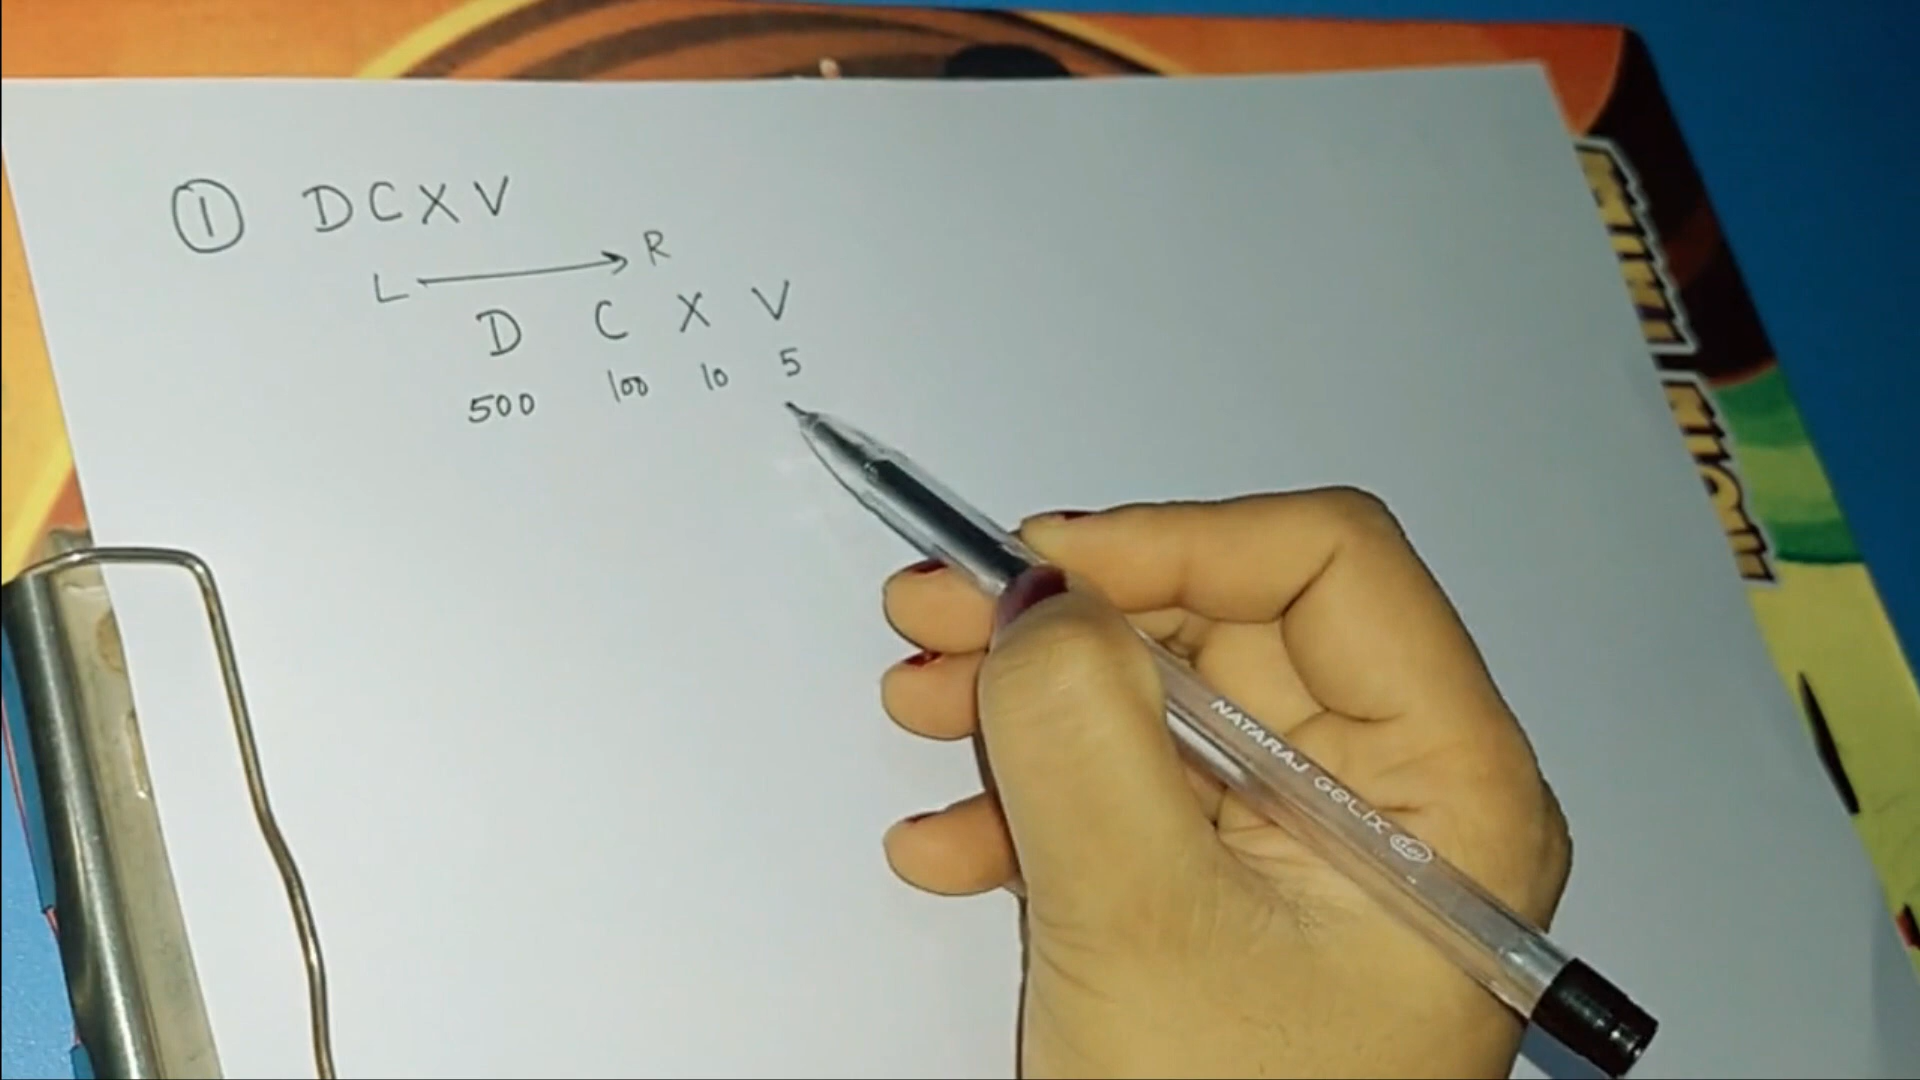 ① DCXV
L → R
D C X V
500 100 10 5
NATARAJ GELIX